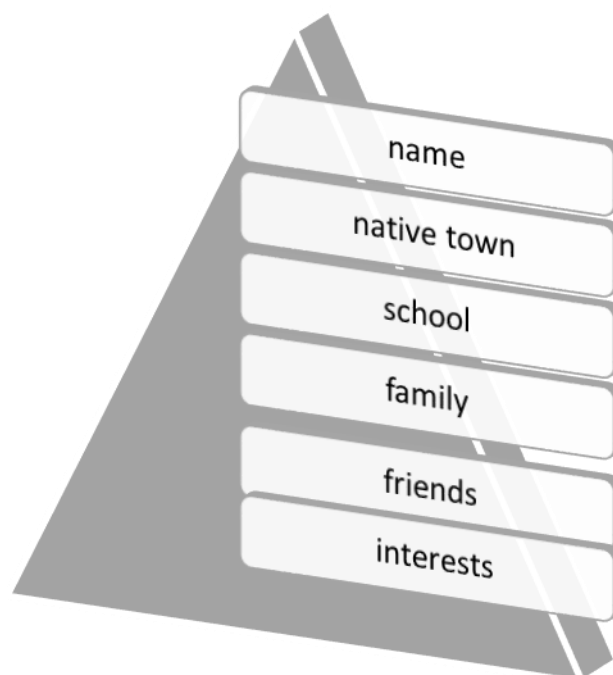 name
native town
school
family
friends
interests